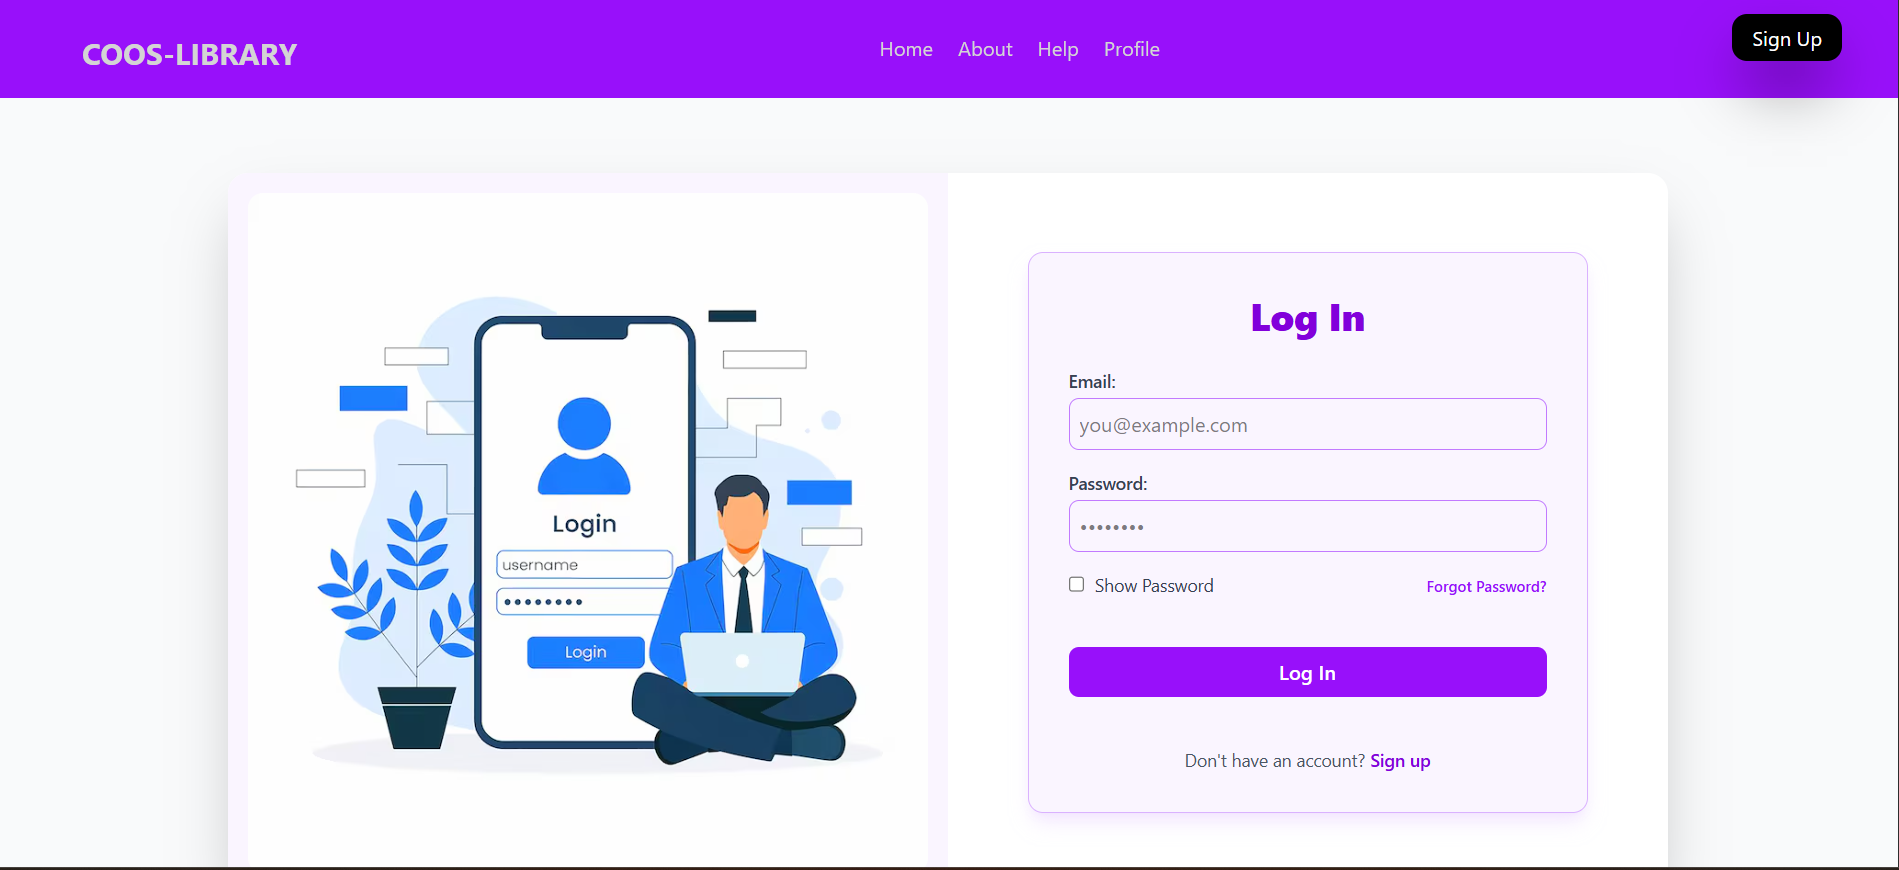 COOS-LIBRARY
Home About Help Profile
Sign Up
Login
username
••••••••
Login
Log In
Email:
you@example.com
Password:
••••••••
Show Password
Forgot Password?
Log In
Don't have an account? Sign up